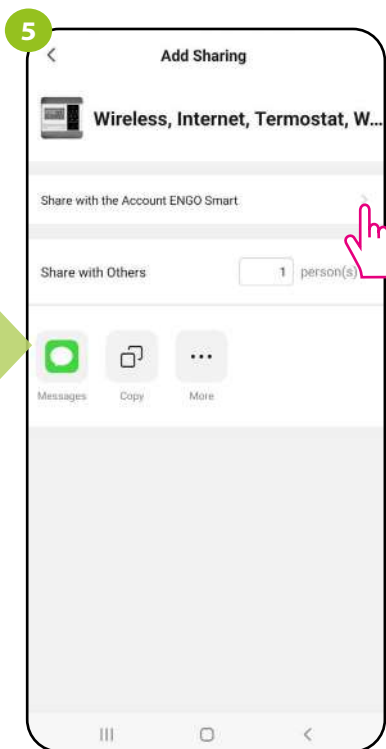 5
Add Sharing
Wireless, Internet, Termostat, W...
Share with the Account ENGO Smart
Share with Others 1 person(s)
Messages Copy More